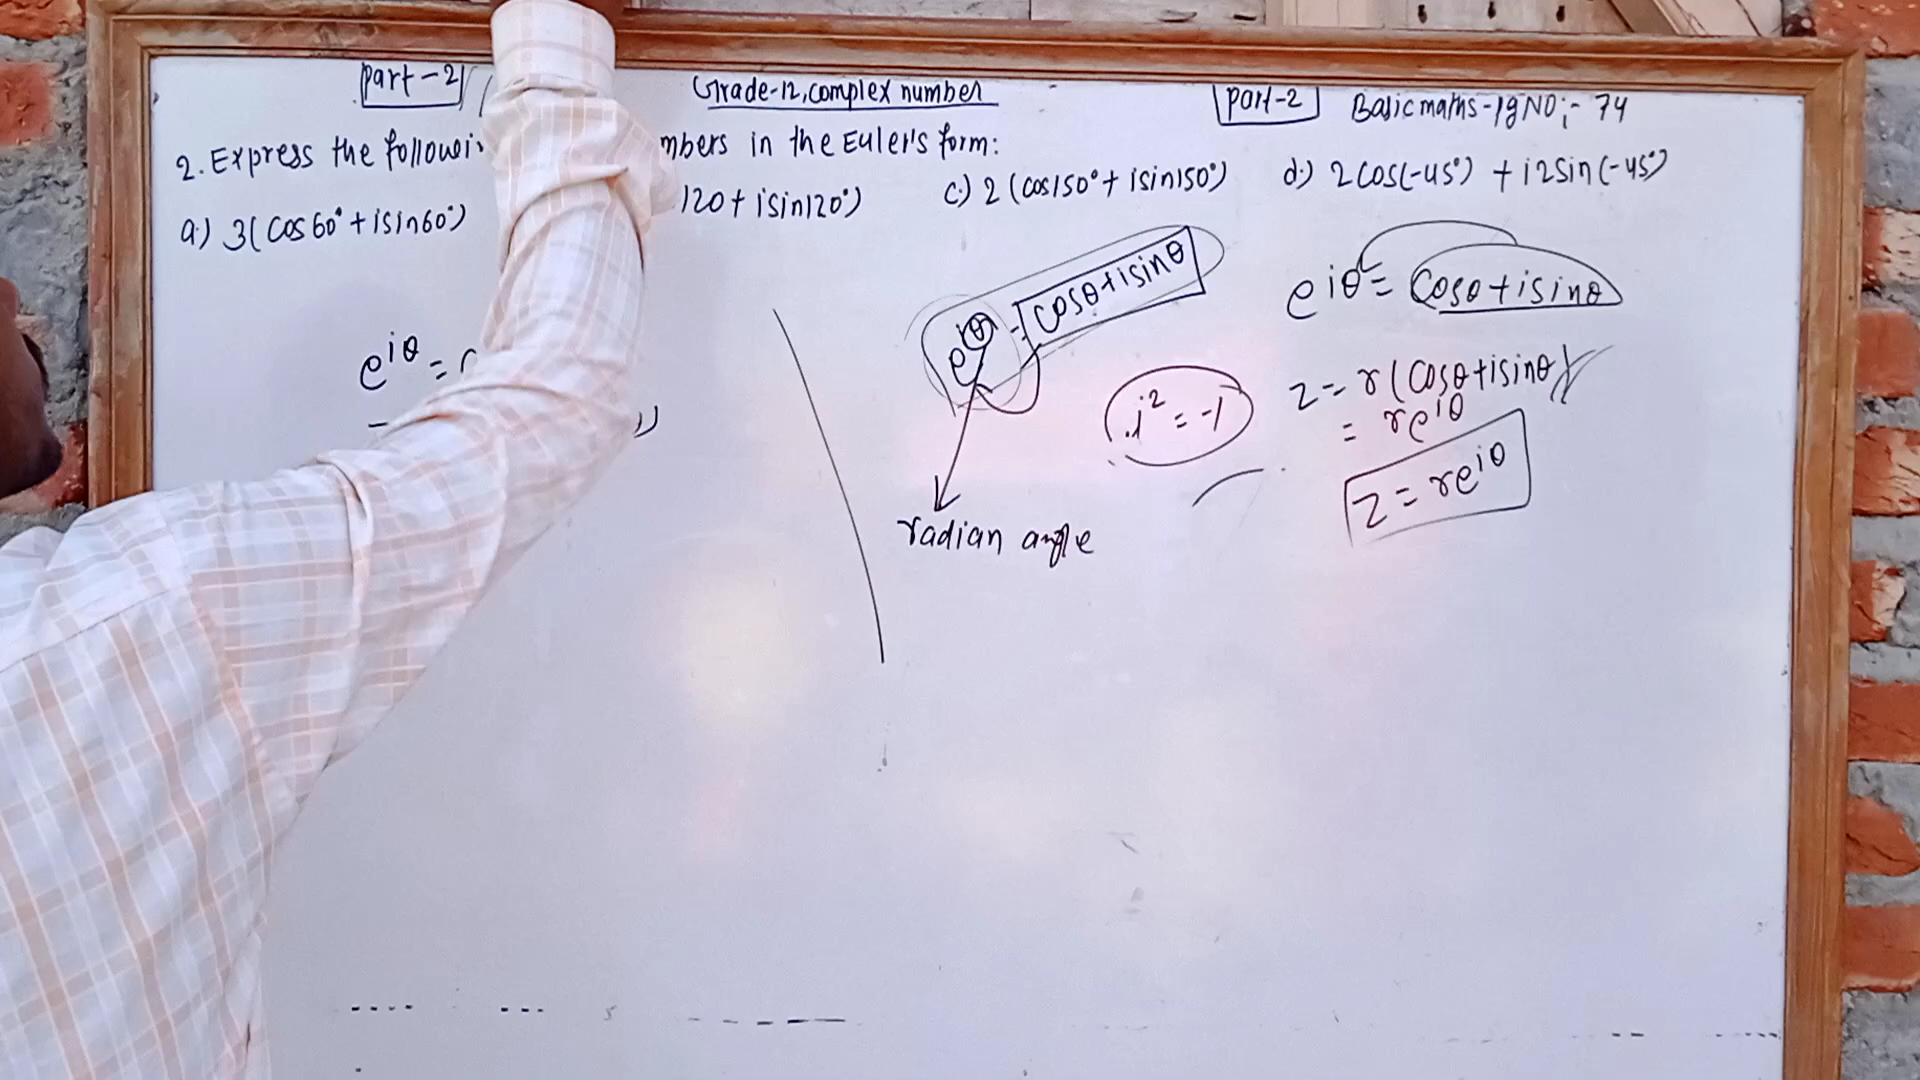 Part-2
Grade-12, complex number
Part-2
Basic maths - Pg NO:- 74
2. Express the
in the Euler's form:
a.) 3(cos60° + isin60°)
120 + isin120°)
c.) 2(cos150° + isin150°)
d.) 2cos(-45°) + i2sin(-45°)
e^iθ =
e^iθ = cosθ+isinθ
radian angle
i² = -1
e^iθ = cosθ+isinθ
z = r(cosθ+isinθ)
= re^iθ
z = re^iθ